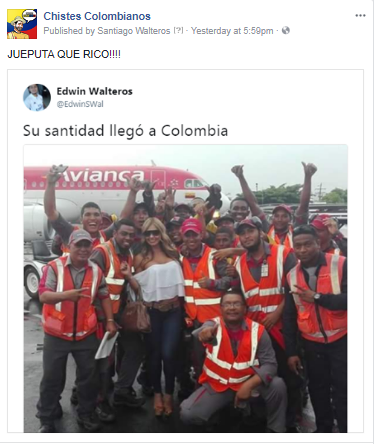 Chistes Colombianos
Published by Santiago Walteros [?] · Yesterday at 5:59pm ·
JUEPUTA QUE RICO!!!!
Edwin Walteros
@EdwinSWal
Su santidad llegó a Colombia
Avianca